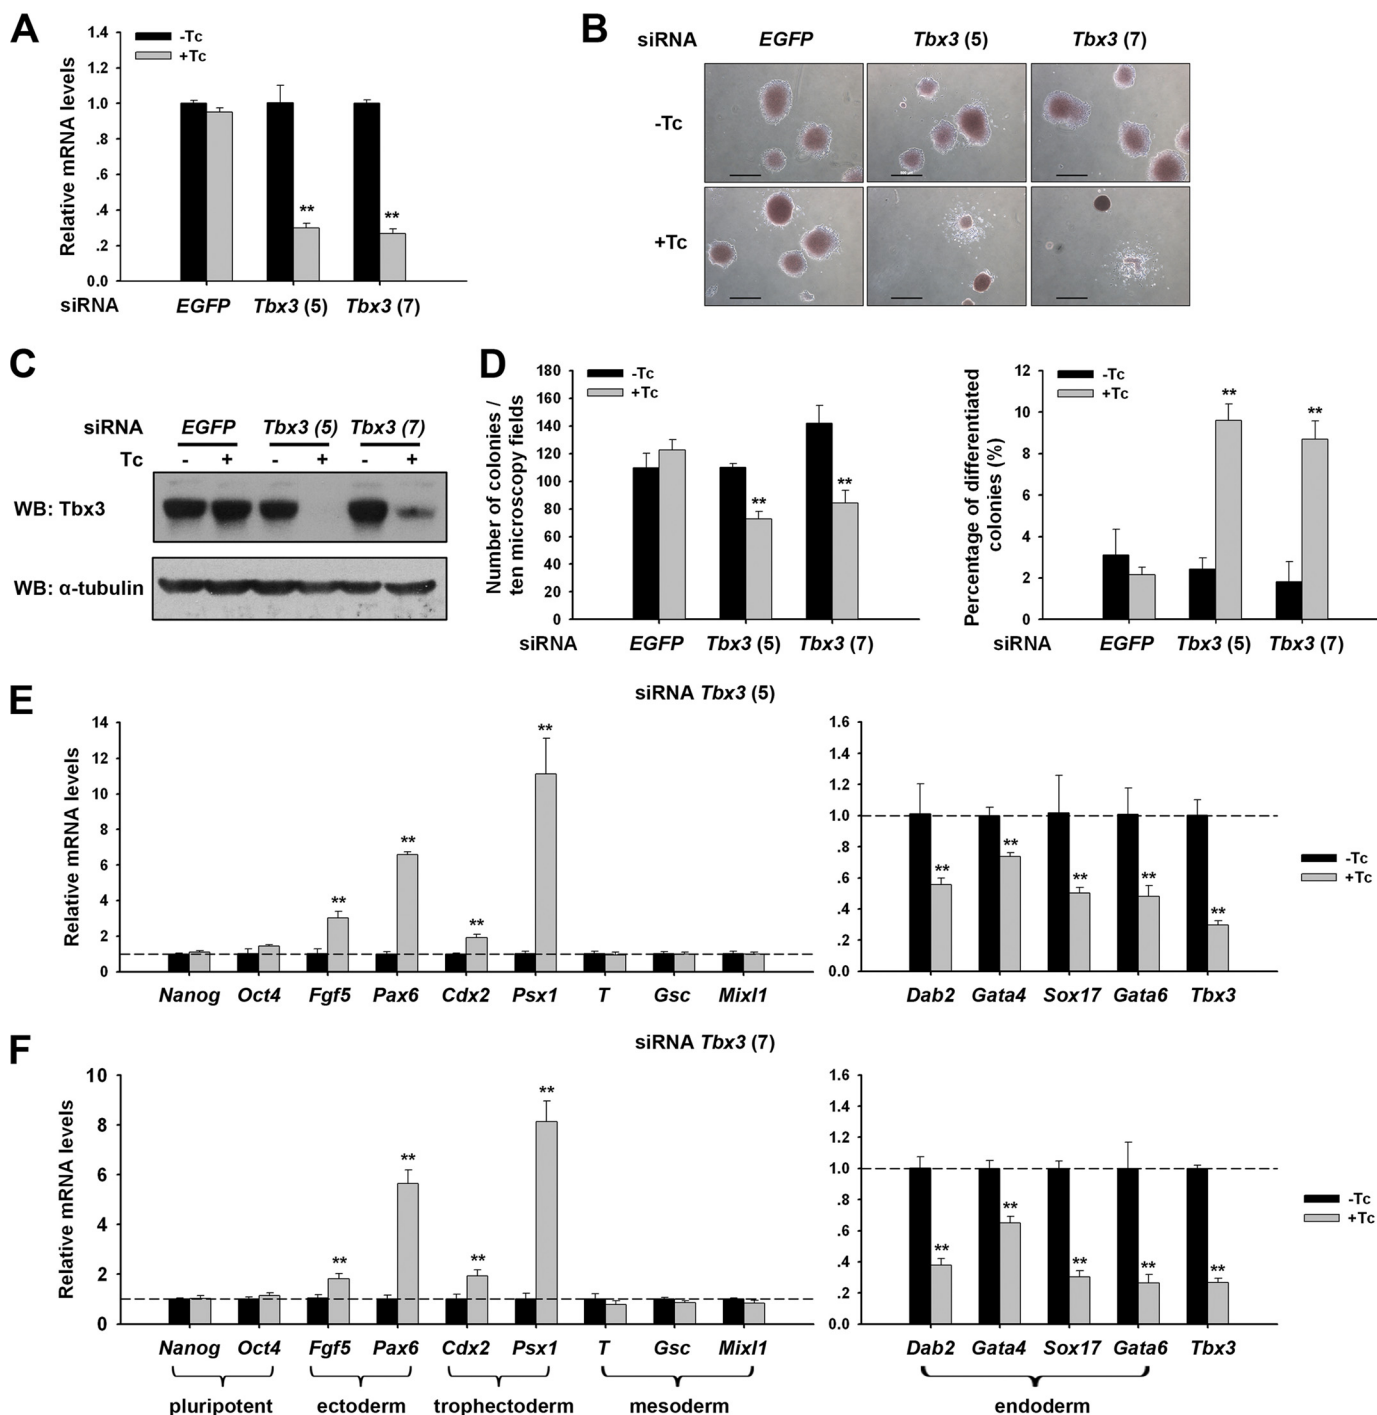 A
-Tc
+Tc
Relative mRNA levels
1.4
1.2
1.0
.8
.6
.4
.2
0.0
**
**
siRNA EGFP Tbx3 (5) Tbx3 (7)
B
siRNA EGFP Tbx3 (5) Tbx3 (7)
-Tc
+Tc
C
siRNA EGFP Tbx3 (5) Tbx3 (7)
Tc - + - + - +
WB: Tbx3
WB: α-tubulin
D
-Tc
+Tc
Number of colonies /
ten microscopy fields
180
160
140
120
100
80
60
40
20
0
**
**
siRNA EGFP Tbx3 (5) Tbx3 (7)
-Tc
+Tc
Percentage of differentiated
colonies (%)
12
10
8
6
4
2
0
**
**
siRNA EGFP Tbx3 (5) Tbx3 (7)
E
siRNA Tbx3 (5)
Relative mRNA levels
14
12
10
8
6
4
2
0
**
**
**
**
Nanog Oct4 Fgf5 Pax6 Cdx2 Psx1 T Gsc Mixl1
1.6
1.4
1.2
1.0
.8
.6
.4
.2
0.0
**
**
**
**
**
-Tc
+Tc
Dab2 Gata4 Sox17 Gata6 Tbx3
F
siRNA Tbx3 (7)
Relative mRNA levels
10
8
6
4
2
0
**
**
**
**
Nanog Oct4 Fgf5 Pax6 Cdx2 Psx1 T Gsc Mixl1
pluripotent ectoderm trophectoderm mesoderm
1.6
1.4
1.2
1.0
.8
.6
.4
.2
0.0
**
**
**
**
**
-Tc
+Tc
Dab2 Gata4 Sox17 Gata6 Tbx3
endoderm